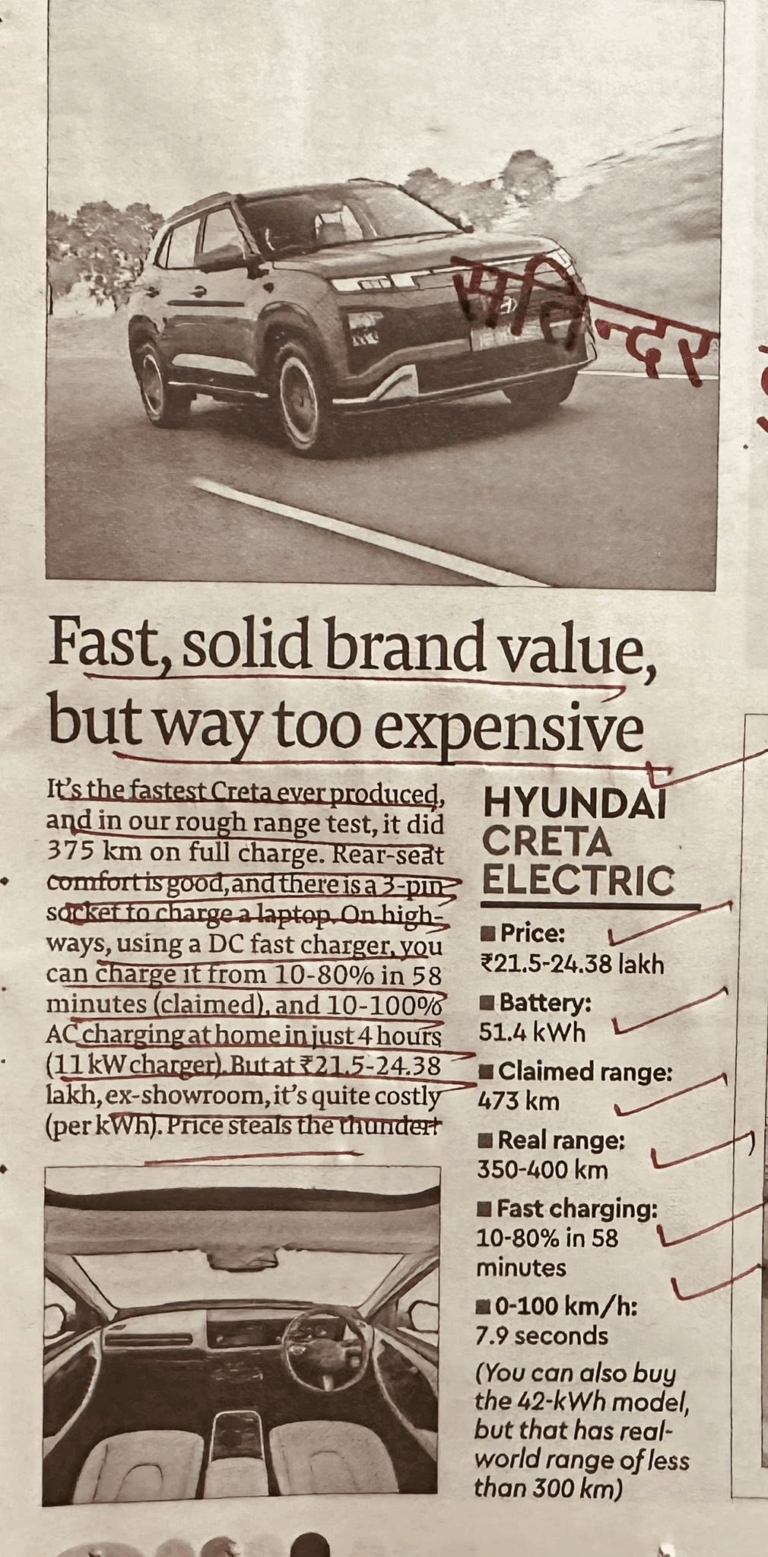 सतिन्दर
Fast, solid brand value,
but way too expensive
It's the fastest Creta ever produced,
and in our rough range test, it did
375 km on full charge. Rear-seat
comfort is good, and there is a 3-pin
socket to charge a laptop. On high-
ways, using a DC fast charger, you
can charge it from 10-80% in 58
minutes (claimed), and 10-100%
AC charging at home in just 4 hours
(11 kW charger). But at ₹21.5-24.38
lakh, ex-showroom, it's quite costly
(per kWh). Price steals the thunder!
HYUNDAI
CRETA
ELECTRIC
■ Price:
₹21.5-24.38 lakh
■ Battery:
51.4 kWh
■ Claimed range:
473 km
■ Real range:
350-400 km
■ Fast charging:
10-80% in 58
minutes
■ 0-100 km/h:
7.9 seconds
(You can also buy
the 42-kWh model,
but that has real-
world range of less
than 300 km)